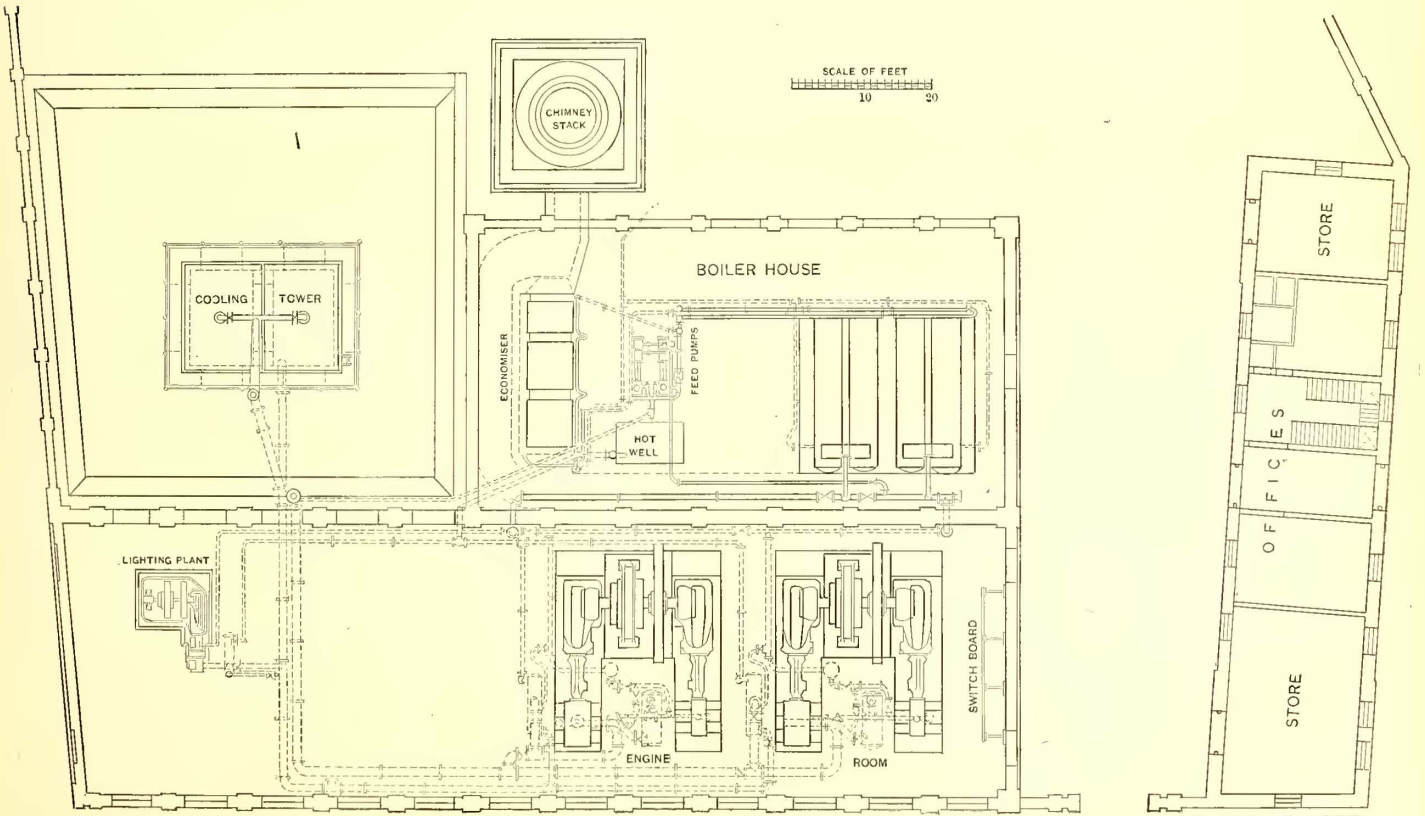 SCALE OF FEET
10 20
CHIMNEY
STACK
STORE
BOILER HOUSE
COOLING TOWER
ECONOMISER
FEED PUMPS
HOT
WELL
OFFICES
LIGHTING PLANT
SWITCH BOARD
STORE
ENGINE ROOM